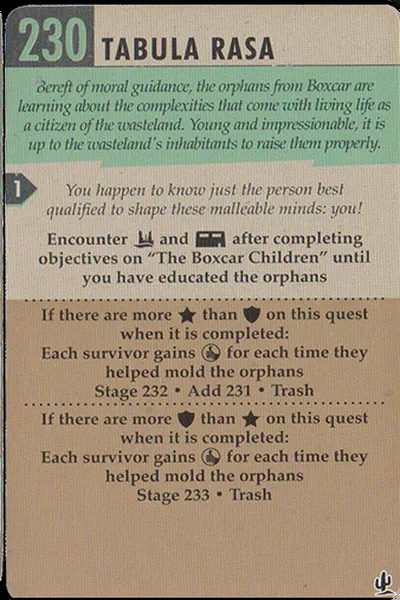 230 TABULA RASA
Bereft of moral guidance, the orphans from Boxcar are
learning about the complexities that come with living life as
a citizen of the wasteland. Young and impressionable, it is
up to the wasteland's inhabitants to raise them properly.
1
You happen to know just the person best
qualified to shape these malleable minds: you!
Encounter and after completing
objectives on "The Boxcar Children" until
you have educated the orphans
If there are more ★ than on this quest
when it is completed:
Each survivor gains for each time they
helped mold the orphans
Stage 232 • Add 231 • Trash
If there are more than ★ on this quest
when it is completed:
Each survivor gains for each time they
helped mold the orphans
Stage 233 • Trash